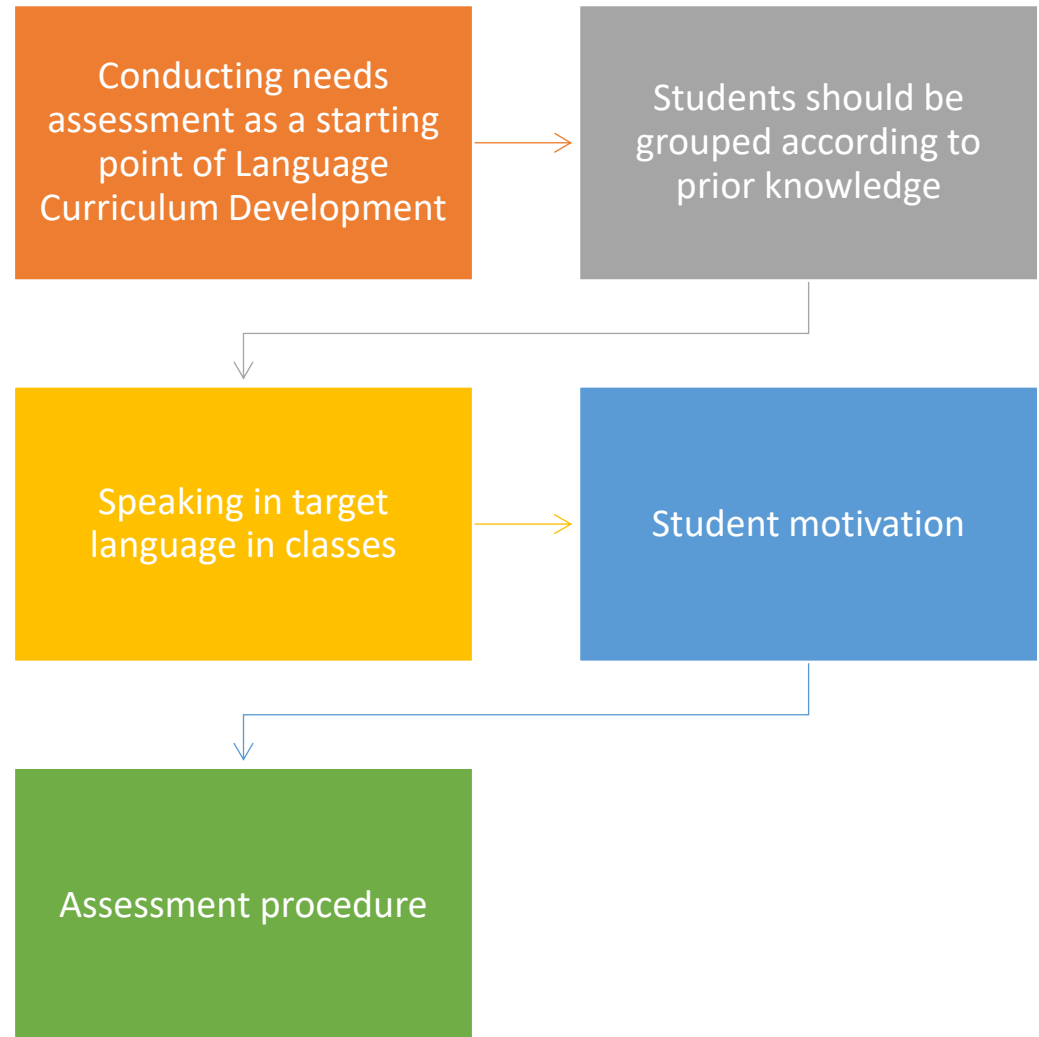 Conducting needs
assessment as a starting
point of Language
Curriculum Development
Students should be
grouped according to
prior knowledge
Speaking in target
language in classes
Student motivation
Assessment procedure